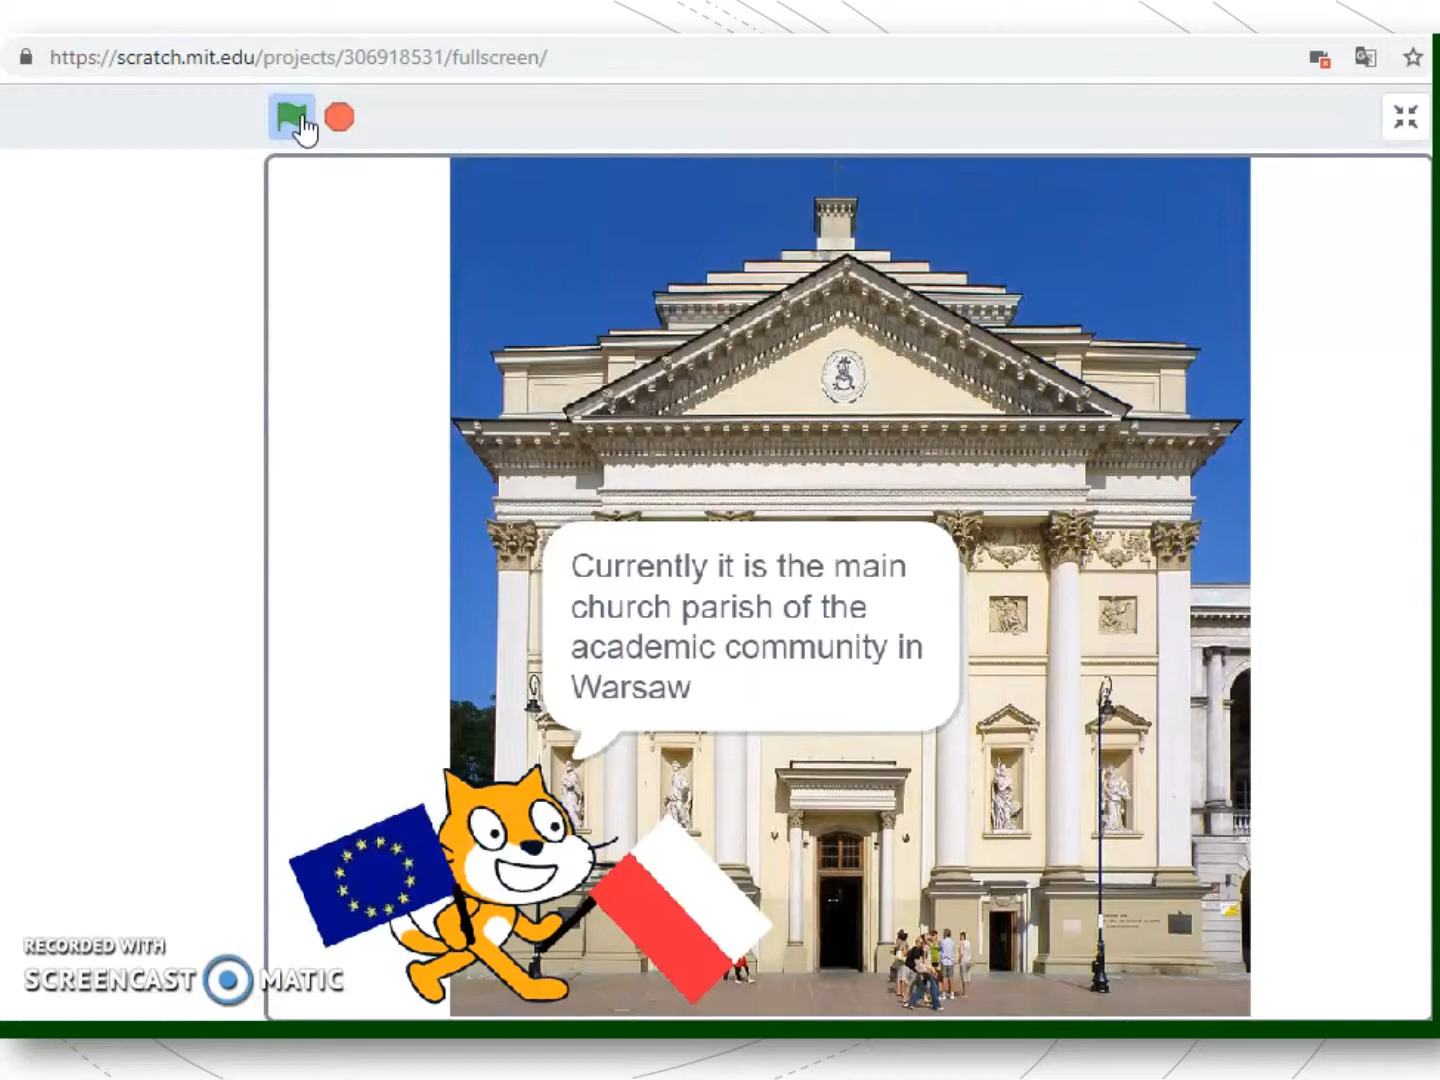 https://scratch.mit.edu/projects/306918531/fullscreen/
Currently it is the main
church parish of the
academic community in
Warsaw
RECORDED WITH
SCREENCAST MATIC